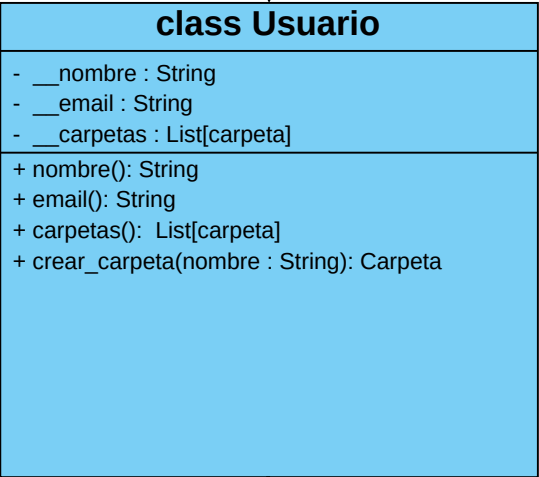 class Usuario
- __nombre : String
- __email : String
- __carpetas : List[carpeta]
+ nombre(): String
+ email(): String
+ carpetas():  List[carpeta]
+ crear_carpeta(nombre : String): Carpeta